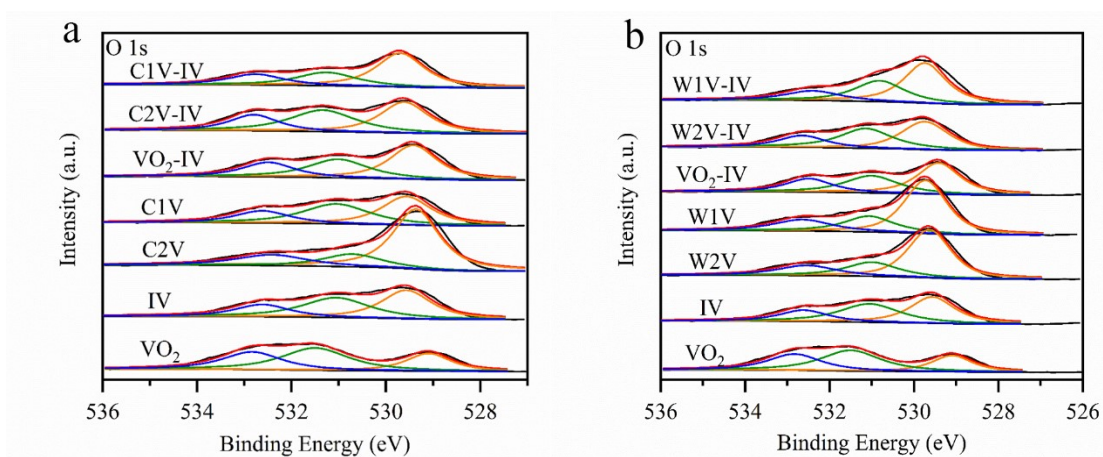 a
O 1s
C1V-IV
C2V-IV
VO₂-IV
C1V
C2V
IV
VO₂
Intensity (a.u.)
536 534 532 530 528
Binding Energy (eV)
b
O 1s
W1V-IV
W2V-IV
VO₂-IV
W1V
W2V
IV
VO₂
Intensity (a.u.)
536 534 532 530 528 526
Binding Energy (eV)